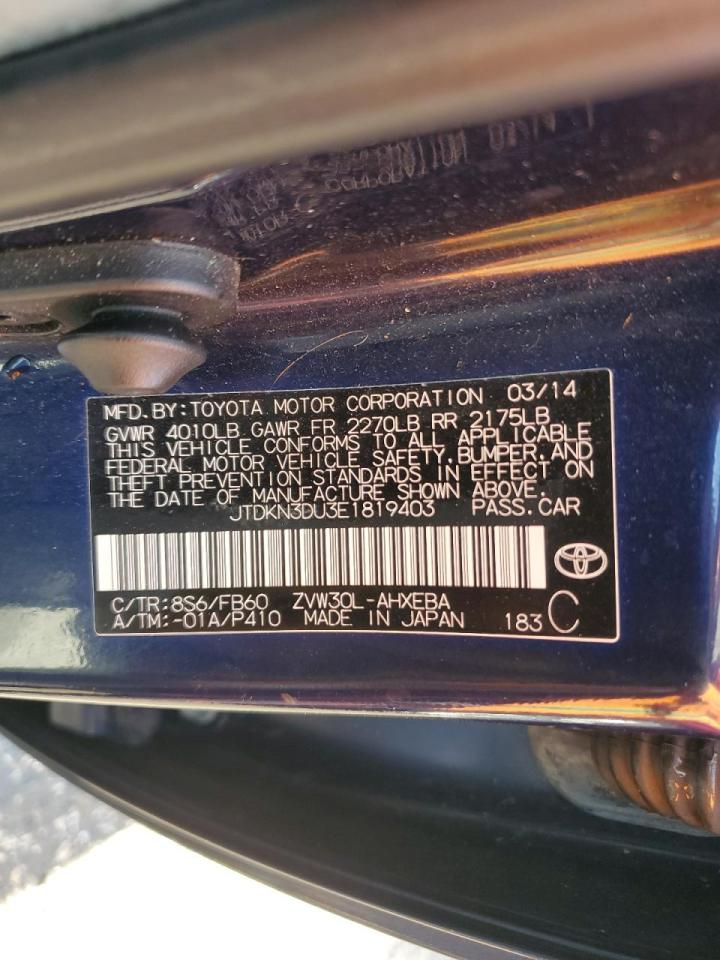 MFD.BY:TOYOTA MOTOR CORPORATION 03/14
GVWR 4010LB GAWR FR 2270LB RR 2175LB
THIS VEHICLE CONFORMS TO ALL APPLICABLE
FEDERAL MOTOR VEHICLE SAFETY,BUMPER,AND
THEFT PREVENTION STANDARDS IN EFFECT ON
THE DATE OF MANUFACTURE SHOWN ABOVE.
JTDKN3DU3E1819403 PASS.CAR
C/TR:8S6/FB60 ZVW30L-AHXEBA
A/TM:-01A/P410 MADE IN JAPAN 183 C